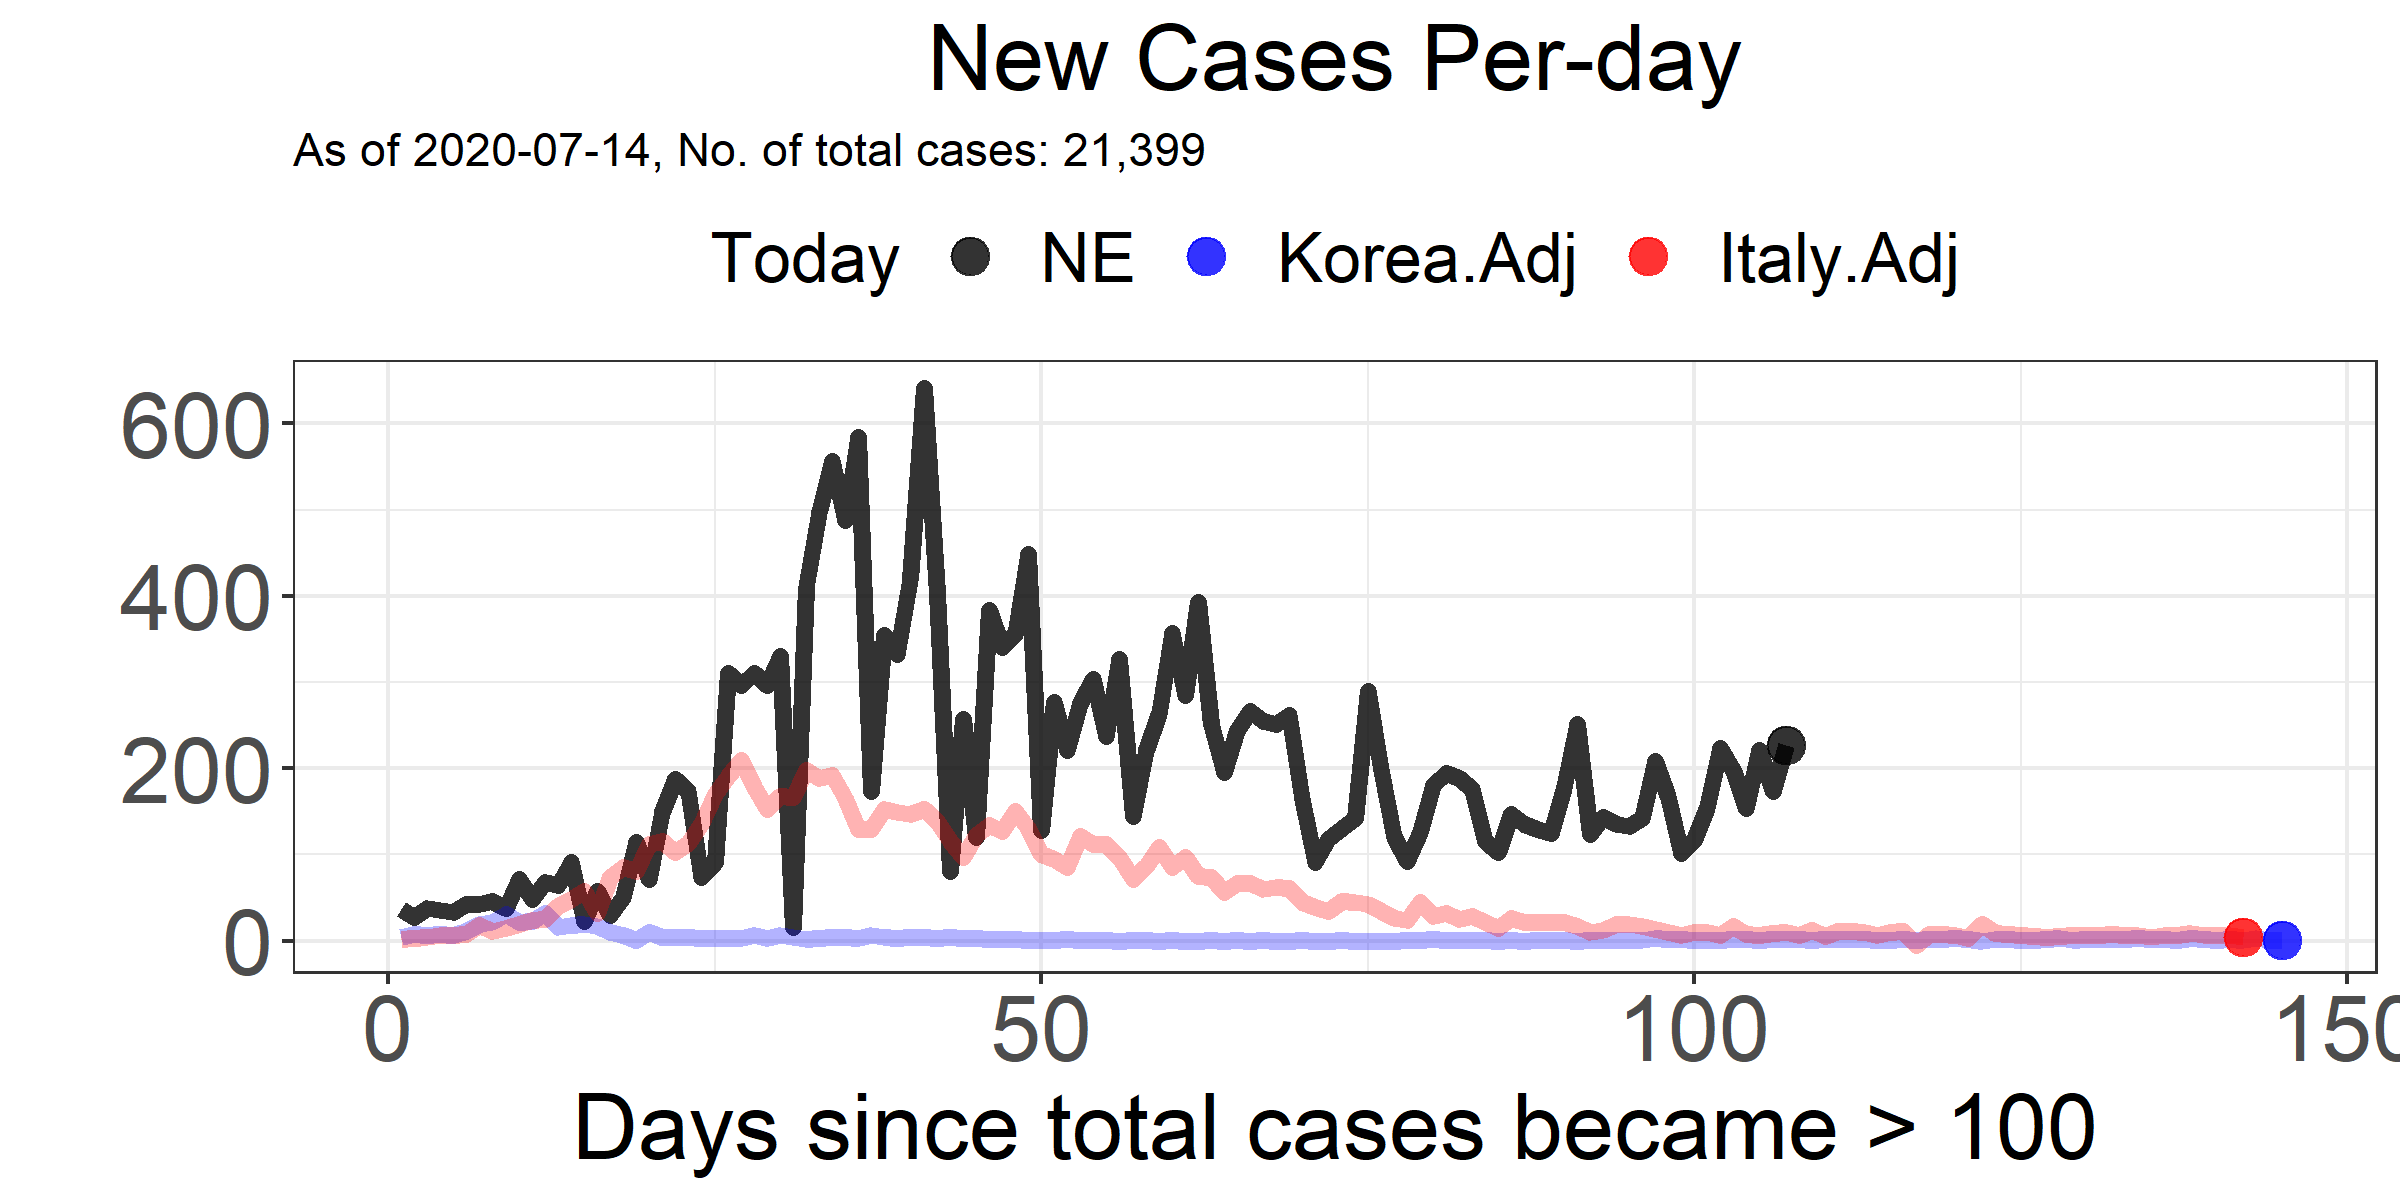 New Cases Per-day
As of 2020-07-14, No. of total cases: 21,399
Today NE Korea.Adj Italy.Adj
600
400
200
0
0 50 100 150
Days since total cases became > 100